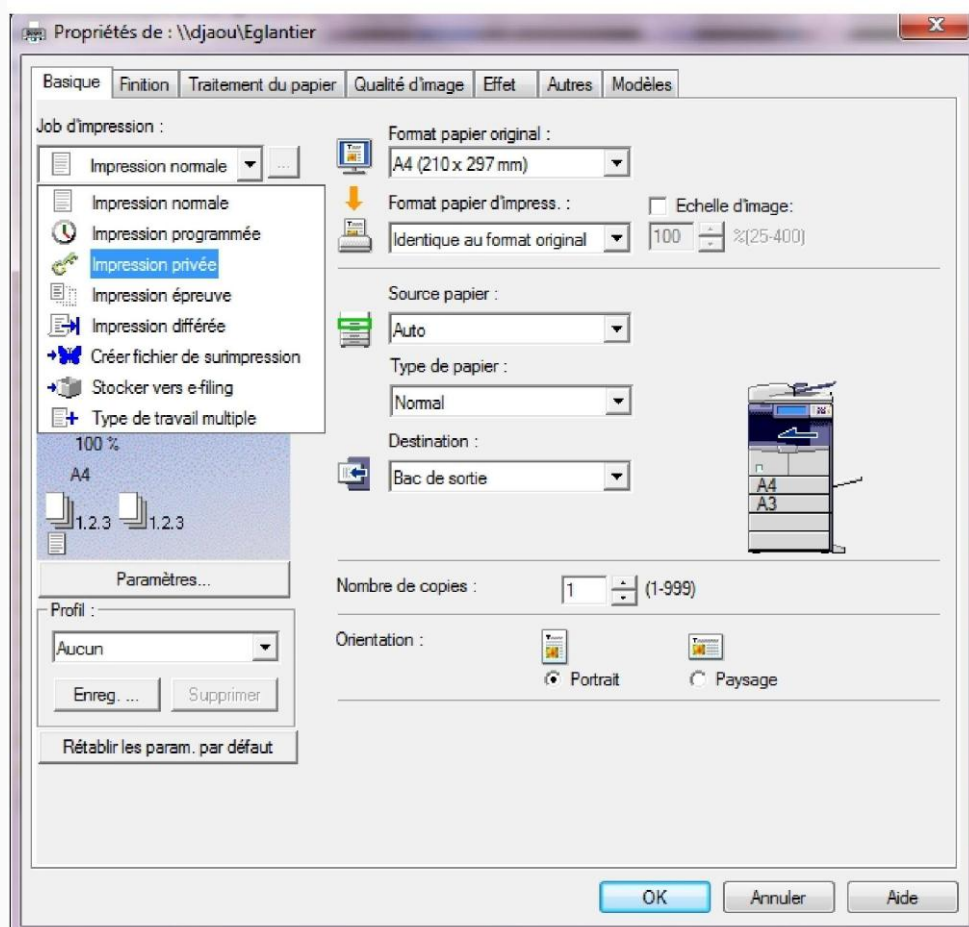 Propriétés de : \\djaou\Eglantier
Basique Finition Traitement du papier Qualité d'image Effet Autres Modèles
Job d'impression :
Impression normale ...
Impression normale
Impression programmée
Impression privée
Impression épreuve
Impression différée
Créer fichier de surimpression
Stocker vers e-filing
Type de travail multiple
100 %
A4
1.2.3 1.2.3
Paramètres...
Profil :
Aucun
Enreg. ... Supprimer
Rétablir les param. par défaut
Format papier original :
A4 (210 x 297 mm)
Format papier d'impress. : Echelle d'image:
Identique au format original 100 %(25-400)
Source papier :
Auto
Type de papier :
Normal
Destination :
Bac de sortie
A4
A3
Nombre de copies : 1 (1-999)
Orientation :
Portrait Paysage
OK Annuler Aide